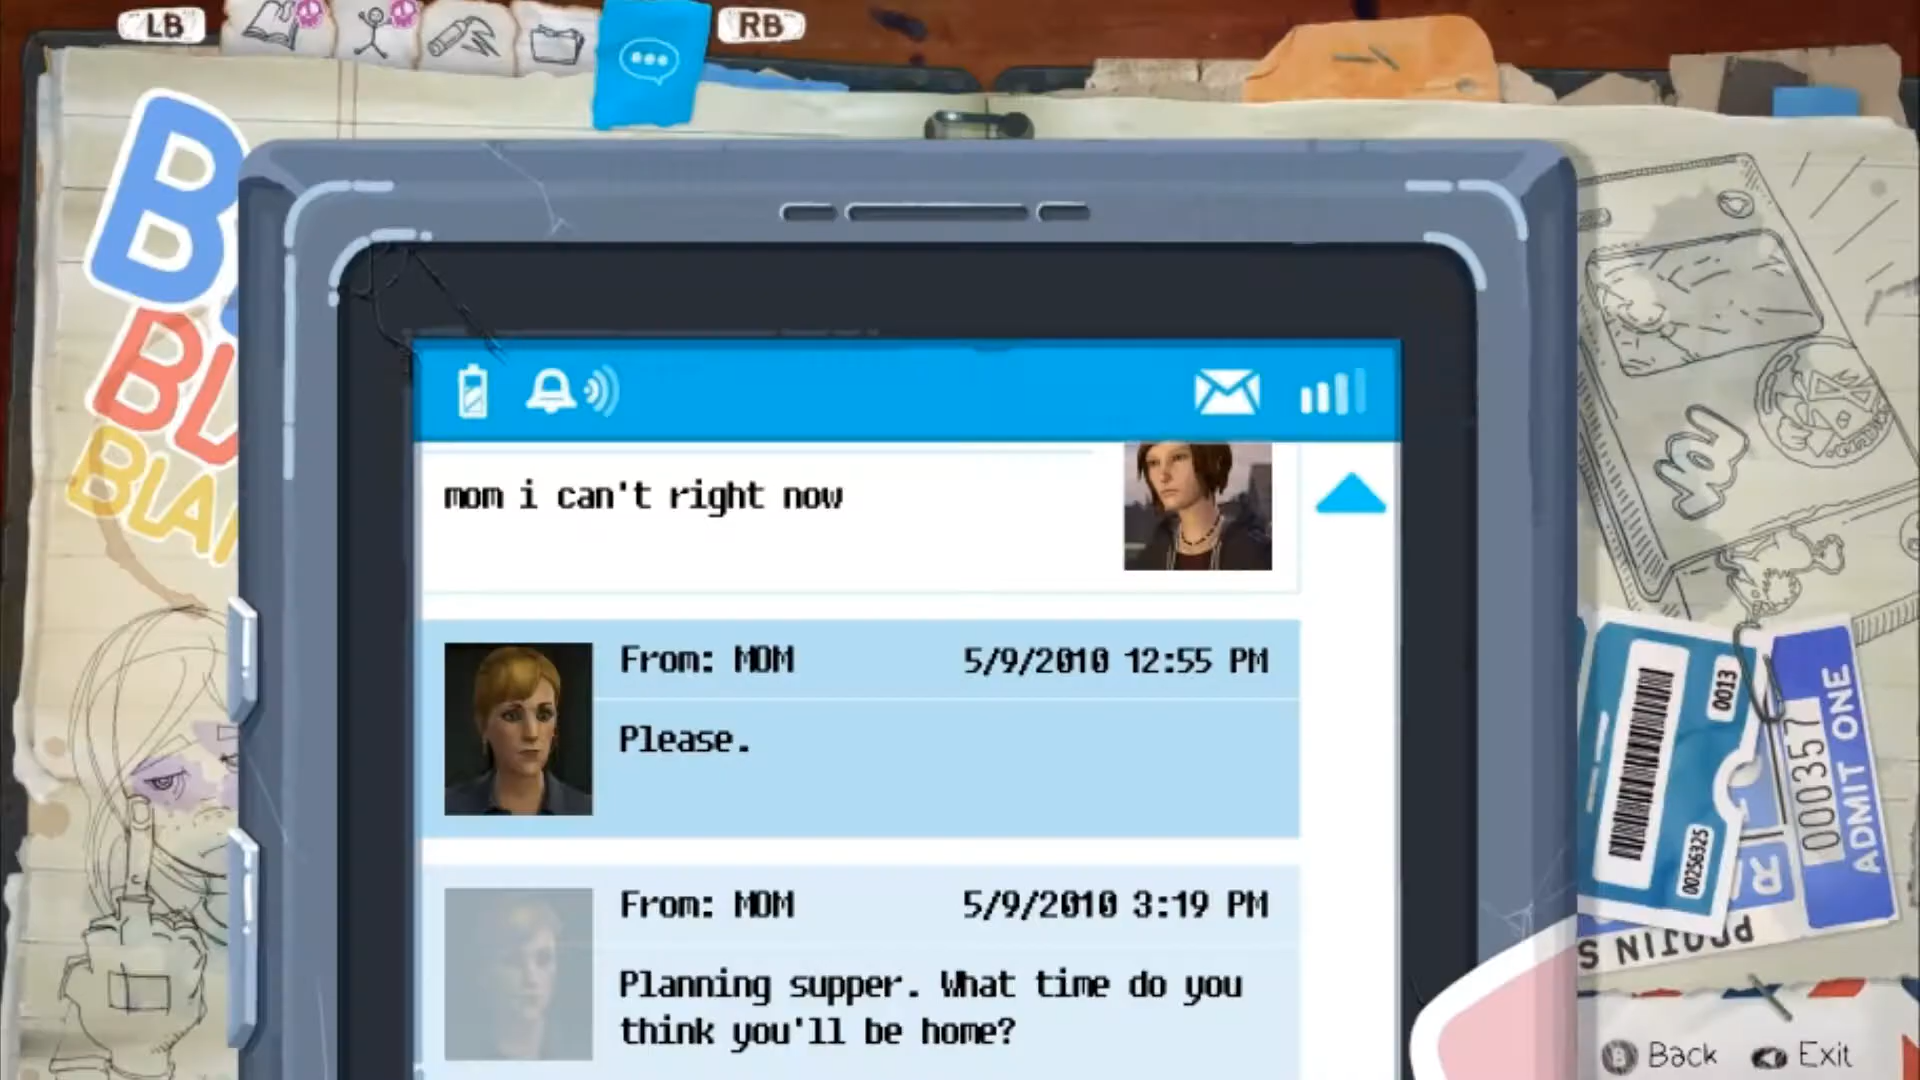 LB
RB
mom i can't right now
From: MOM
5/9/2010 12:55 PM
Please.
From: MOM
5/9/2010 3:19 PM
Planning supper. What time do you
think you'll be home?
0013
00256325
000357
ADMIT ONE
B Back
Exit